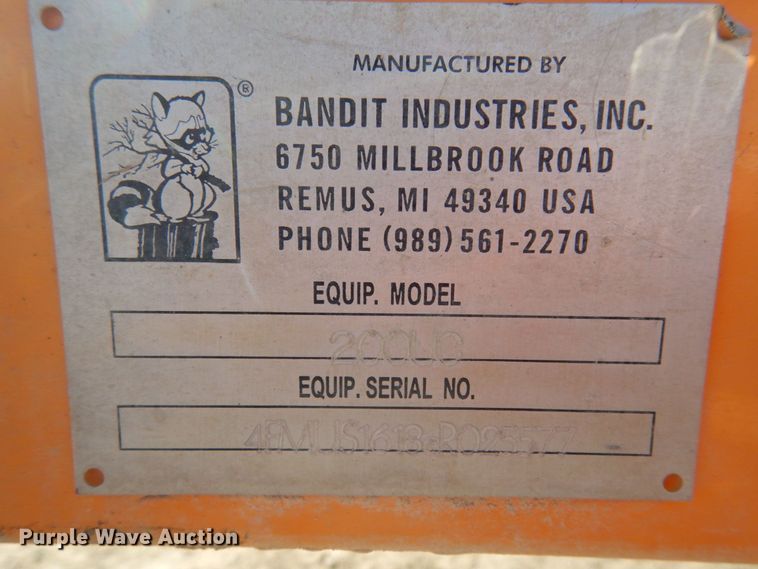 MANUFACTURED BY
®
BANDIT INDUSTRIES, INC.
6750 MILLBROOK ROAD
REMUS, MI 49340 USA
PHONE (989) 561-2270
EQUIP. MODEL
200UC
EQUIP. SERIAL NO.
Purple Wave Auction